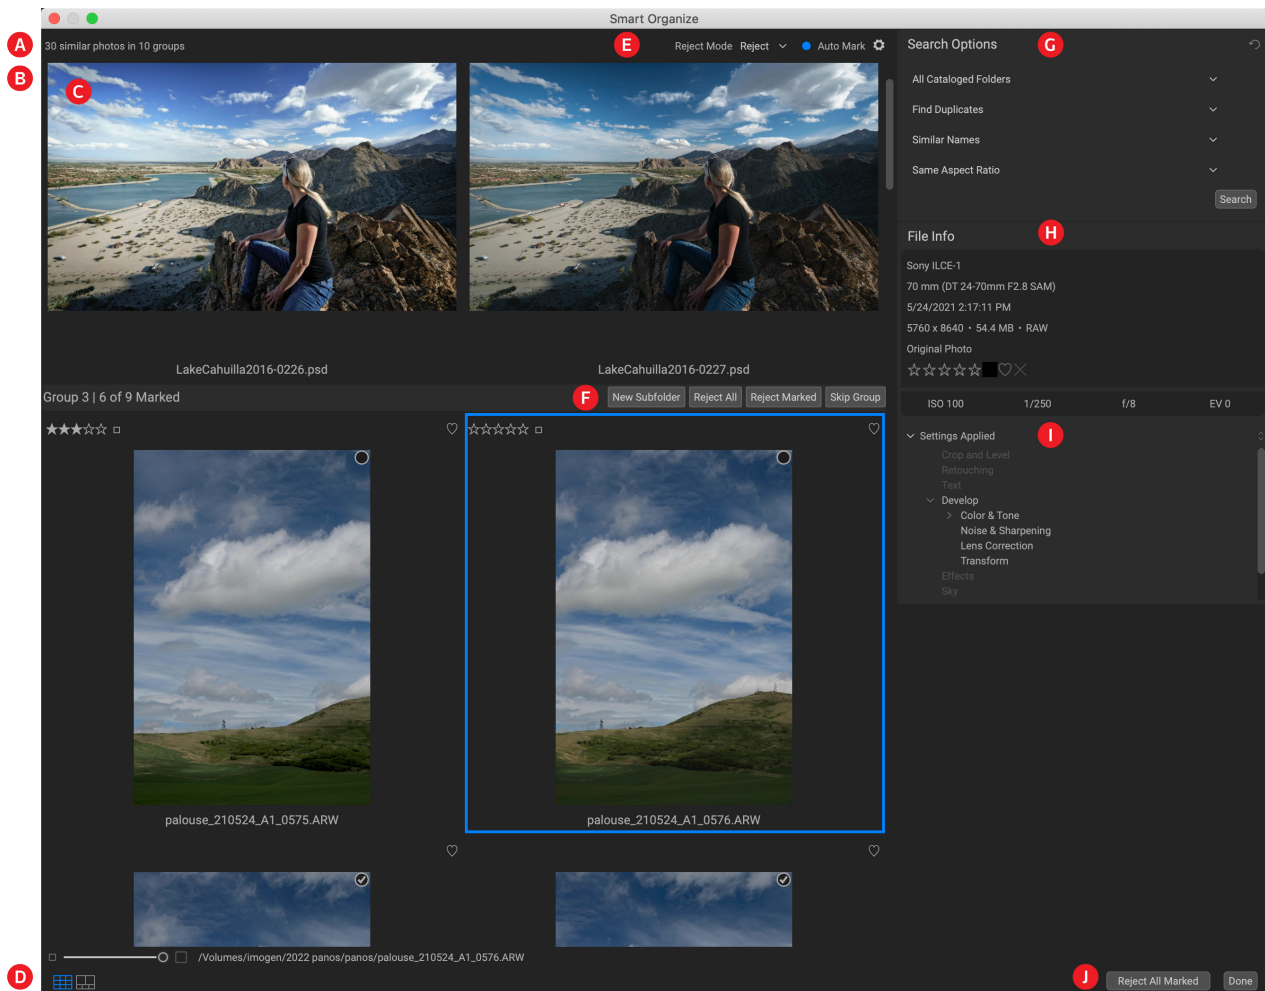 Smart Organize
A
30 similar photos in 10 groups
E
Reject Mode Reject
Auto Mark
Search Options
G
B
C
All Cataloged Folders
Find Duplicates
Similar Names
Same Aspect Ratio
Search
File Info
H
Sony ILCE-1
70 mm (DT 24-70mm F2.8 SAM)
5/24/2021 2:17:11 PM
5760 x 8640 • 54.4 MB • RAW
Original Photo
LakeCahuilla2016-0226.psd
LakeCahuilla2016-0227.psd
Group 3 | 6 of 9 Marked
F
New Subfolder
Reject All
Reject Marked
Skip Group
ISO 100
1/250
f/8
EV 0
Settings Applied
I
Crop and Level
Retouching
Text
Develop
Color & Tone
Noise & Sharpening
Lens Correction
Transform
Effects
Sky
palouse_210524_A1_0575.ARW
palouse_210524_A1_0576.ARW
/Volumes/imogen/2022 panos/panos/palouse_210524_A1_0576.ARW
D
J
Reject All Marked
Done